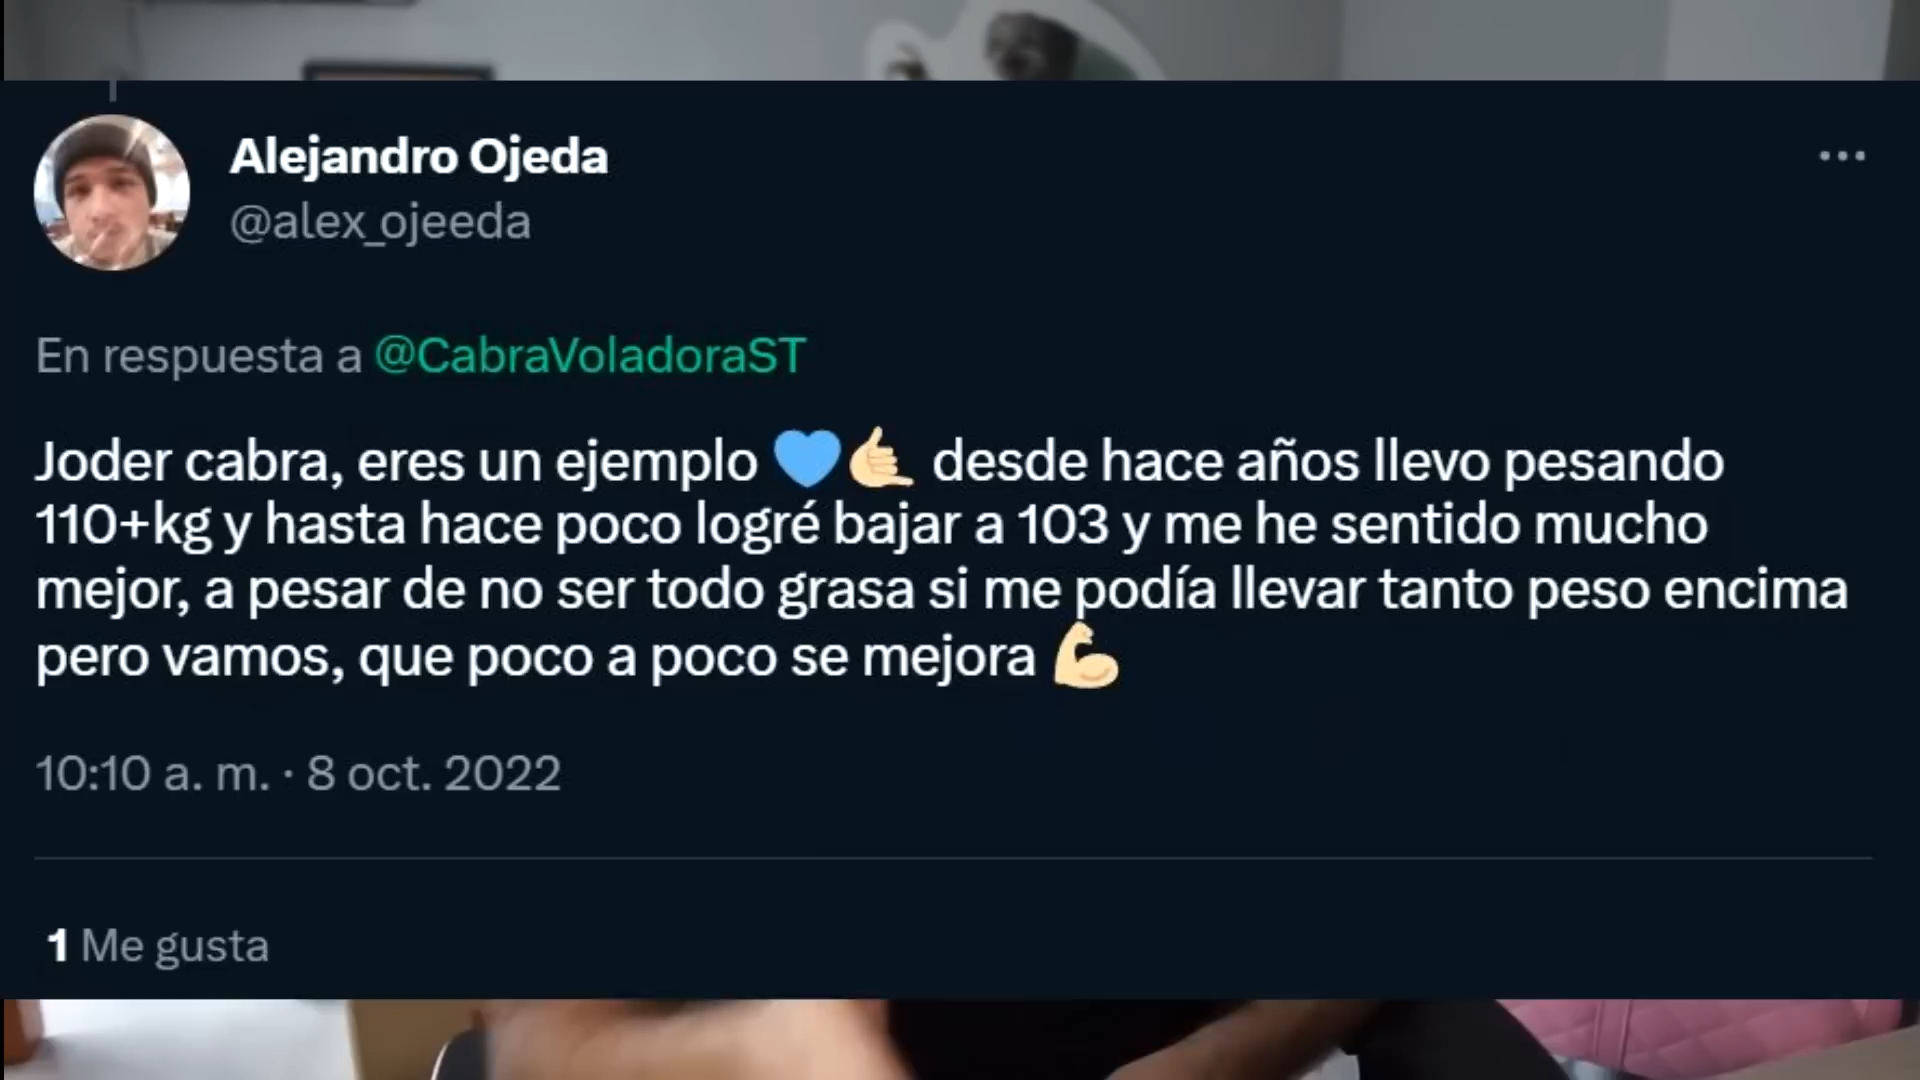 Alejandro Ojeda
@alex_ojeeda
En respuesta a @CabraVoladoraST
Joder cabra, eres un ejemplo 💙🤙🏼 desde hace años llevo pesando
110+kg y hasta hace poco logré bajar a 103 y me he sentido mucho
mejor, a pesar de no ser todo grasa si me podía llevar tanto peso encima
pero vamos, que poco a poco se mejora 💪🏼
10:10 a. m. · 8 oct. 2022
1 Me gusta